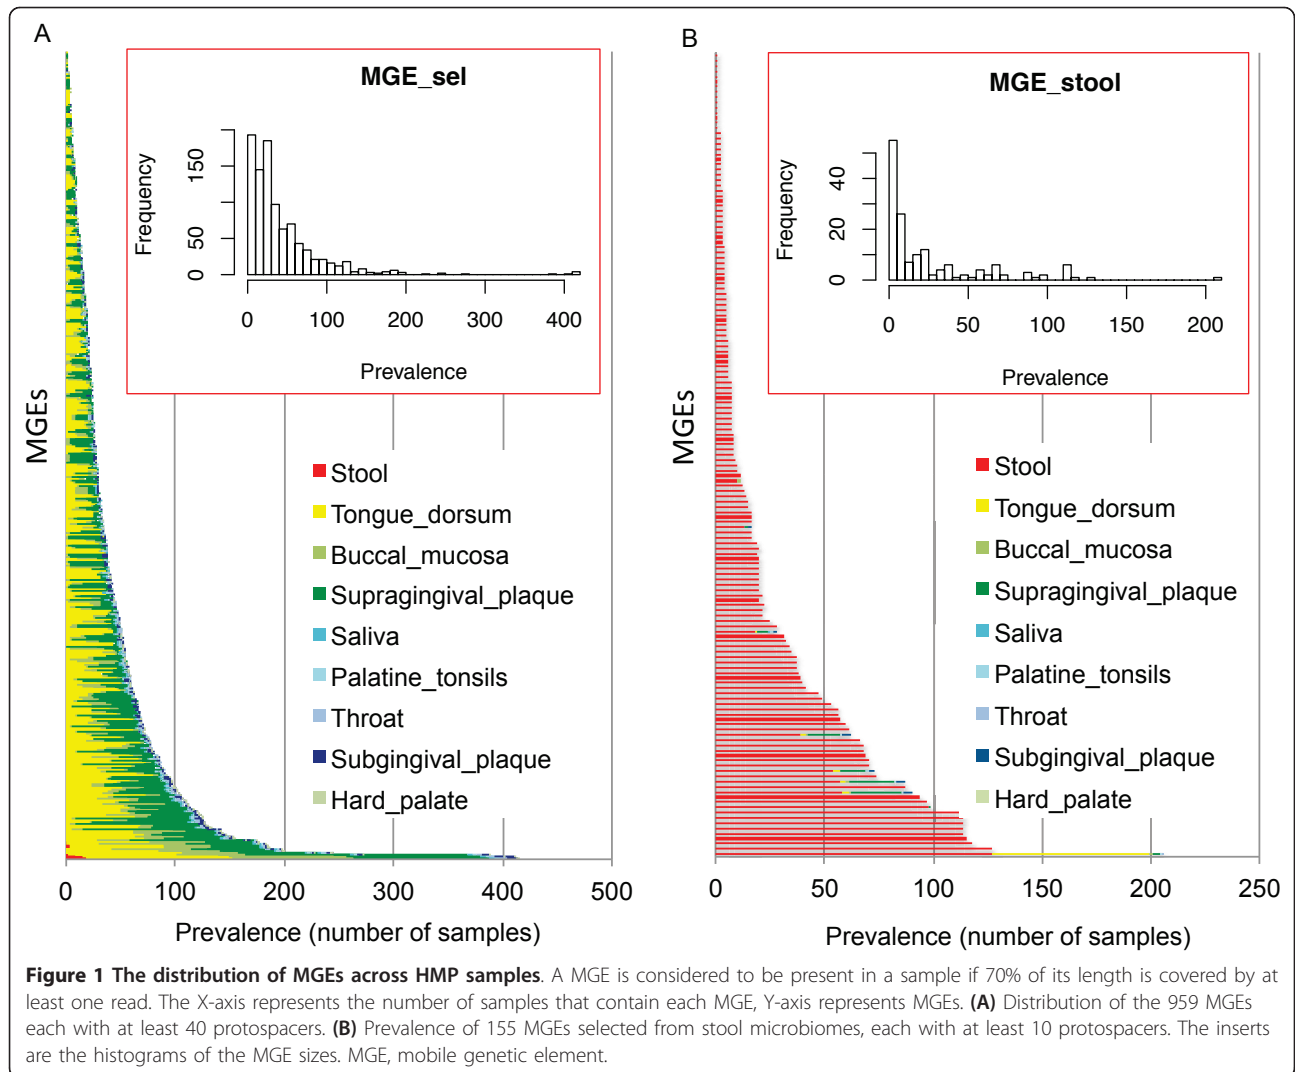 A
MGE_sel
Frequency
0
50
150
0
100
200
300
400
Prevalence
MGEs
Stool
Tongue_dorsum
Buccal_mucosa
Supragingival_plaque
Saliva
Palatine_tonsils
Throat
Subgingival_plaque
Hard_palate
0
100
200
300
400
500
Prevalence (number of samples)
B
MGE_stool
Frequency
0
20
40
0
50
100
150
200
Prevalence
MGEs
Stool
Tongue_dorsum
Buccal_mucosa
Supragingival_plaque
Saliva
Palatine_tonsils
Throat
Subgingival_plaque
Hard_palate
0
50
100
150
200
250
Prevalence (number of samples)
Figure 1 The distribution of MGEs across HMP samples. A MGE is considered to be present in a sample if 70% of its length is covered by at
least one read. The X-axis represents the number of samples that contain each MGE, Y-axis represents MGEs. (A) Distribution of the 959 MGEs
each with at least 40 protospacers. (B) Prevalence of 155 MGEs selected from stool microbiomes, each with at least 10 protospacers. The inserts
are the histograms of the MGE sizes. MGE, mobile genetic element.